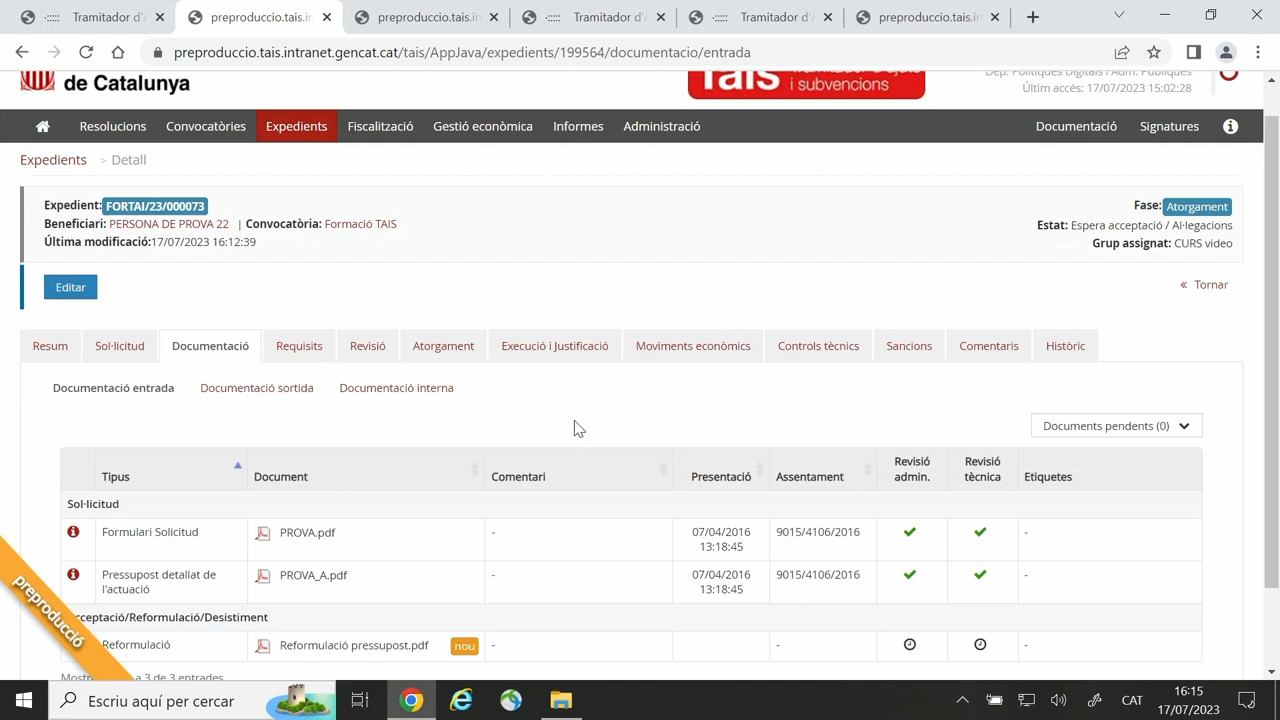 Tramitador d'A
preproduccio.tais.in
preproduccio.tais.in
Tramitador d'A
Tramitador d'A
preproduccio.tais.in
preproduccio.tais.intranet.gencat.cat/tais/AppJava/expedients/199564/documentacio/entrada
de Catalunya
Tais
i subvencions
Dep. Polítiques Digitals i Adm. Públiques
Últim accés: 17/07/2023 15:02:28
Resolucions Convocatòries Expedients Fiscalització Gestió econòmica Informes Administració Documentació Signatures
Expedients > Detall
Expedient: FORTAI/23/000073
Fase: Atorgament
Beneficiari: PERSONA DE PROVA 22 | Convocatòria: Formació TAIS
Estat: Espera acceptació / Al·legacions
Última modificació:17/07/2023 16:12:39
Grup assignat: CURS video
Editar
« Tornar
Resum Sol·licitud Documentació Requisits Revisió Atorgament Execució i Justificació Moviments econòmics Controls tècnics Sancions Comentaris Històric
Documentació entrada Documentació sortida Documentació interna
Documents pendents (0)
Tipus Document Comentari Presentació Assentament Revisió admin. Revisió tècnica Etiquetes
Sol·licitud
Formulari Solicitud PROVA.pdf - 07/04/2016 13:18:45 9015/4106/2016 -
Pressupost detallat de l'actuació PROVA_A.pdf - 07/04/2016 13:18:45 9015/4106/2016 -
cceptació/Reformulació/Desistiment
Reformulació Reformulació pressupost.pdf nou - - -
a 3 de 3 entrades
preproducció
Escriu aquí per cercar
CAT
16:15
17/07/2023